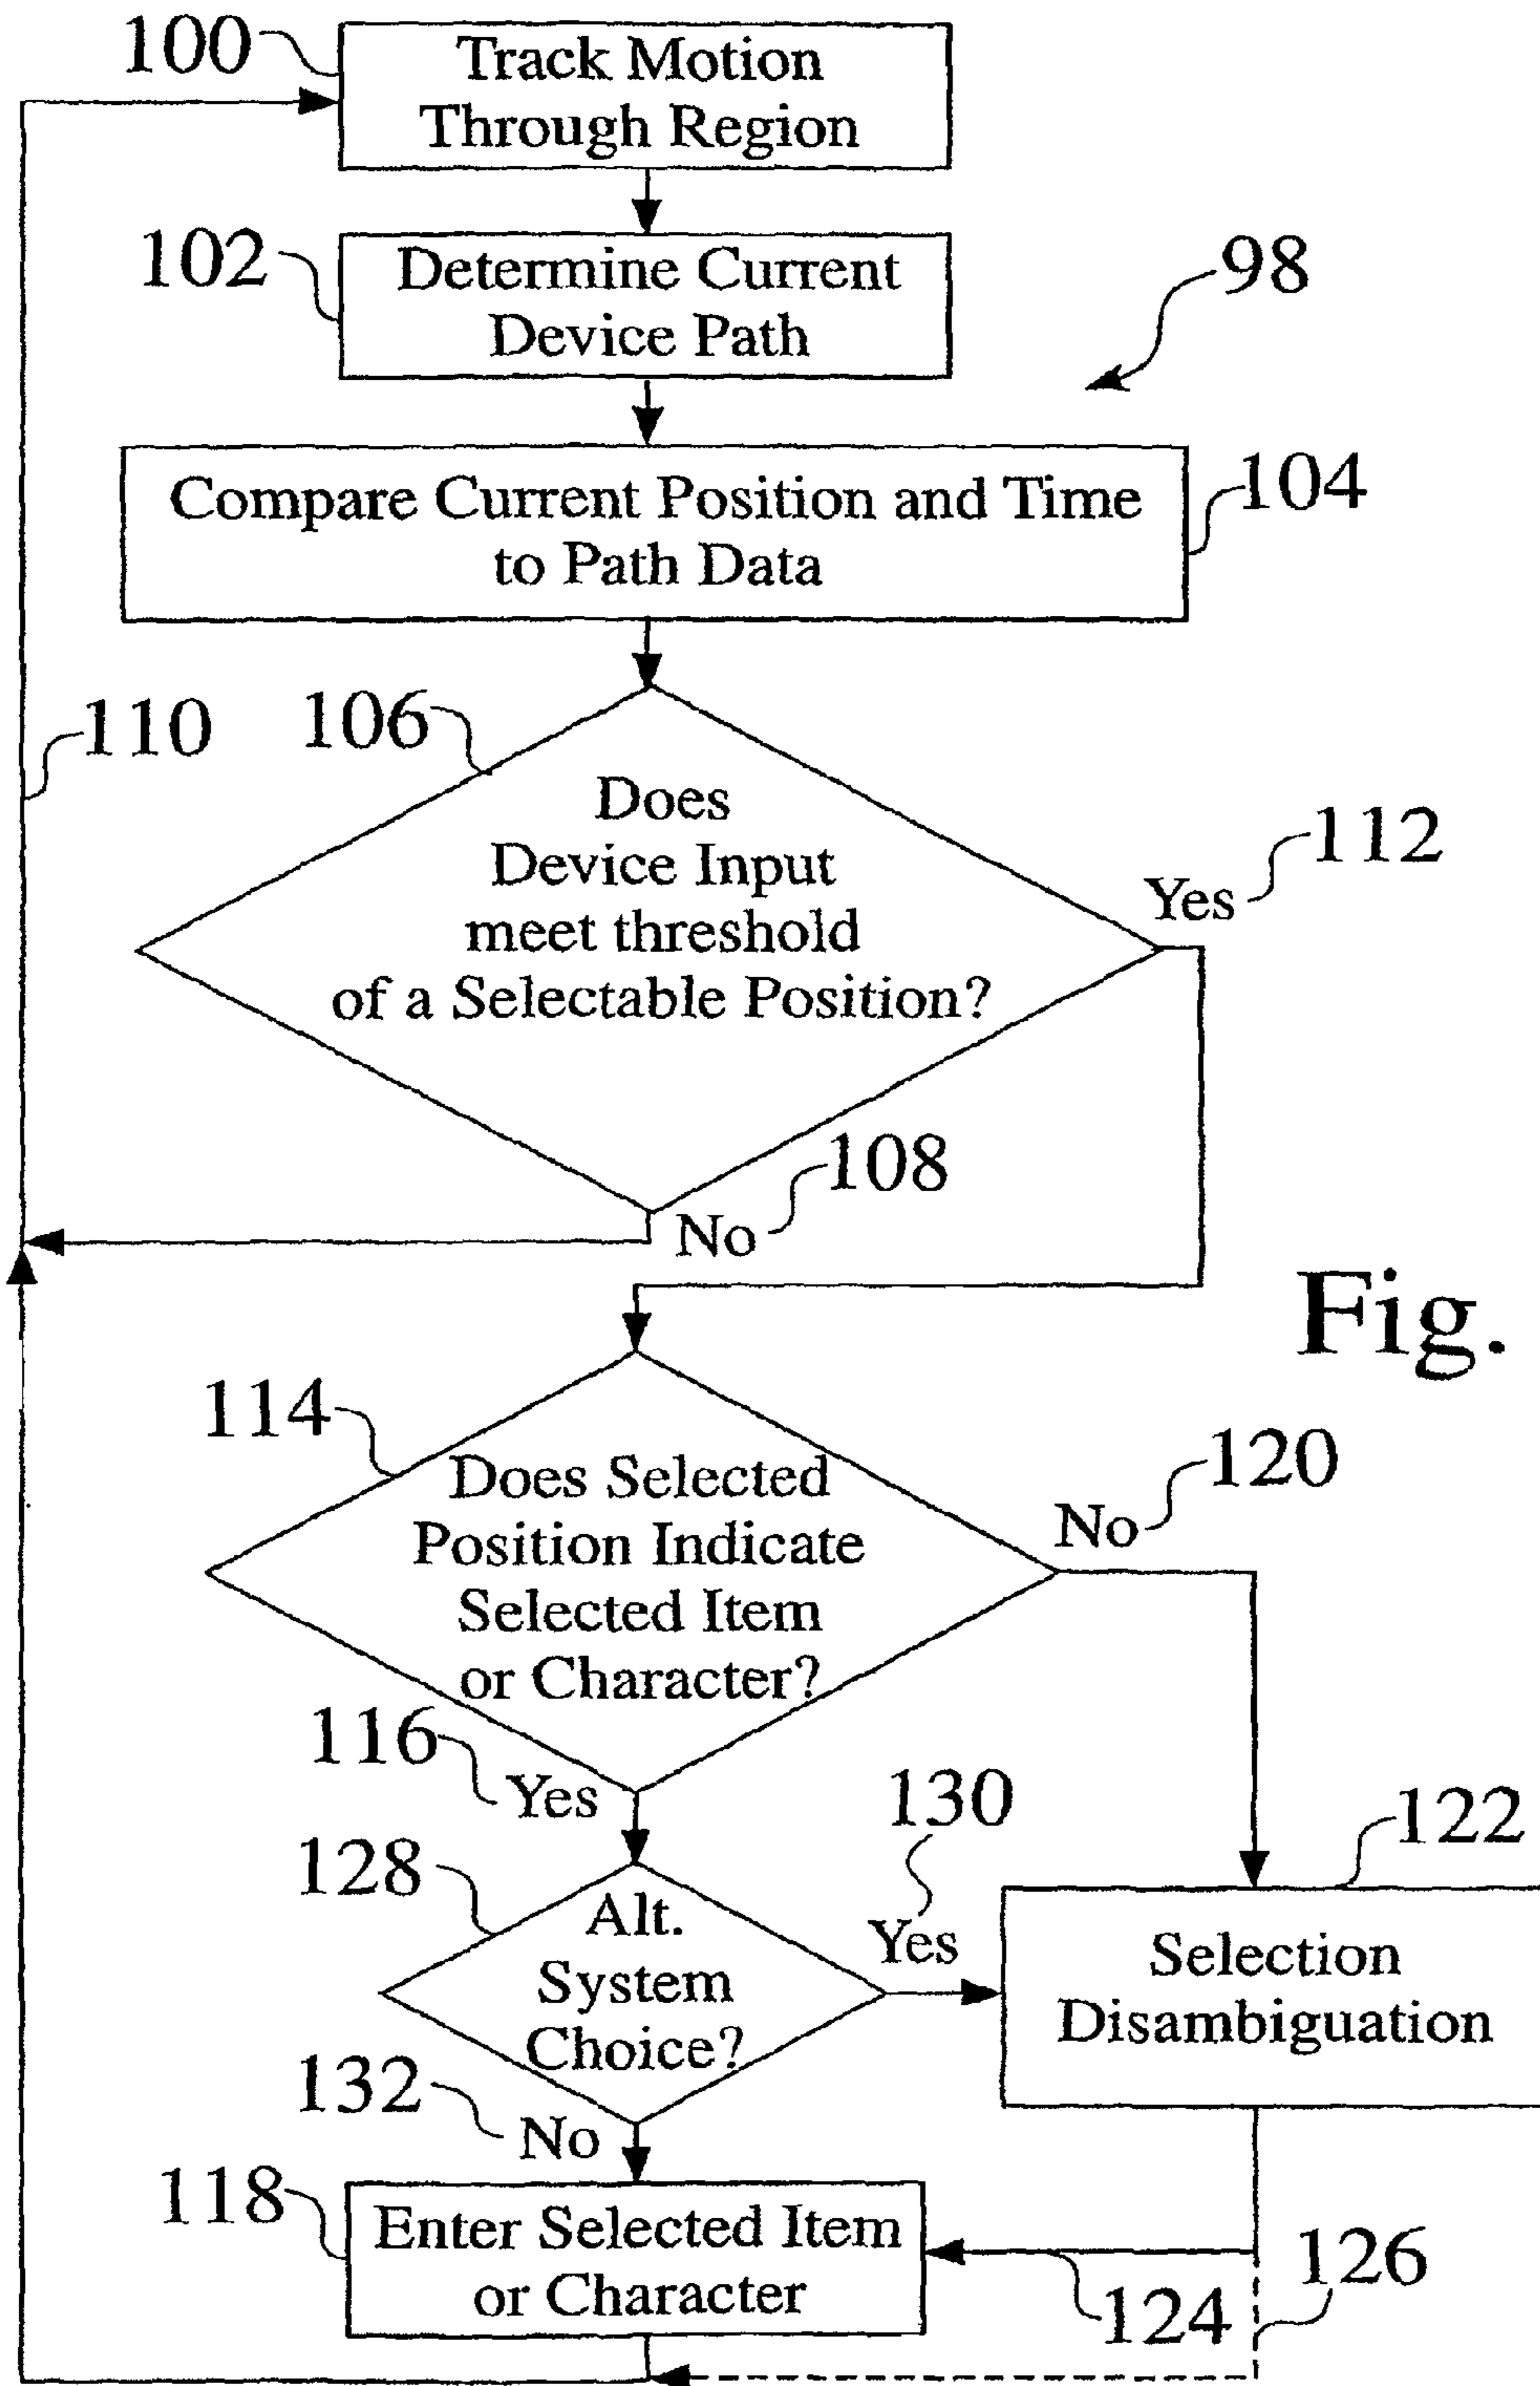 100
Track Motion
Through Region
102
Determine Current
Device Path
98
Compare Current Position and Time
to Path Data
104
110
106
Does
Device Input
meet threshold
of a Selectable Position?
Yes
112
108
No
Fig.
114
Does Selected
Position Indicate
Selected Item
or Character?
No
120
116
Yes
130
122
128
Alt.
System
Choice?
Yes
Selection
Disambiguation
132
No
118
Enter Selected Item
or Character
124
126